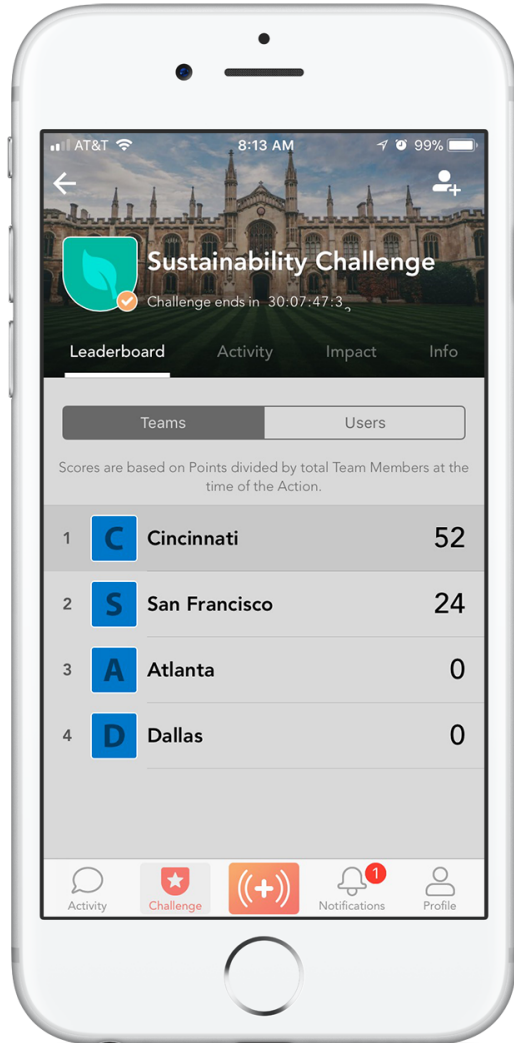 AT&T 8:13 AM 99%
Sustainability Challenge
Challenge ends in 30:07:47:3
Leaderboard Activity Impact Info
Teams Users
Scores are based on Points divided by total Team Members at the
time of the Action.
1 C Cincinnati 52
2 S San Francisco 24
3 A Atlanta 0
4 D Dallas 0
1
Activity Challenge Notifications Profile